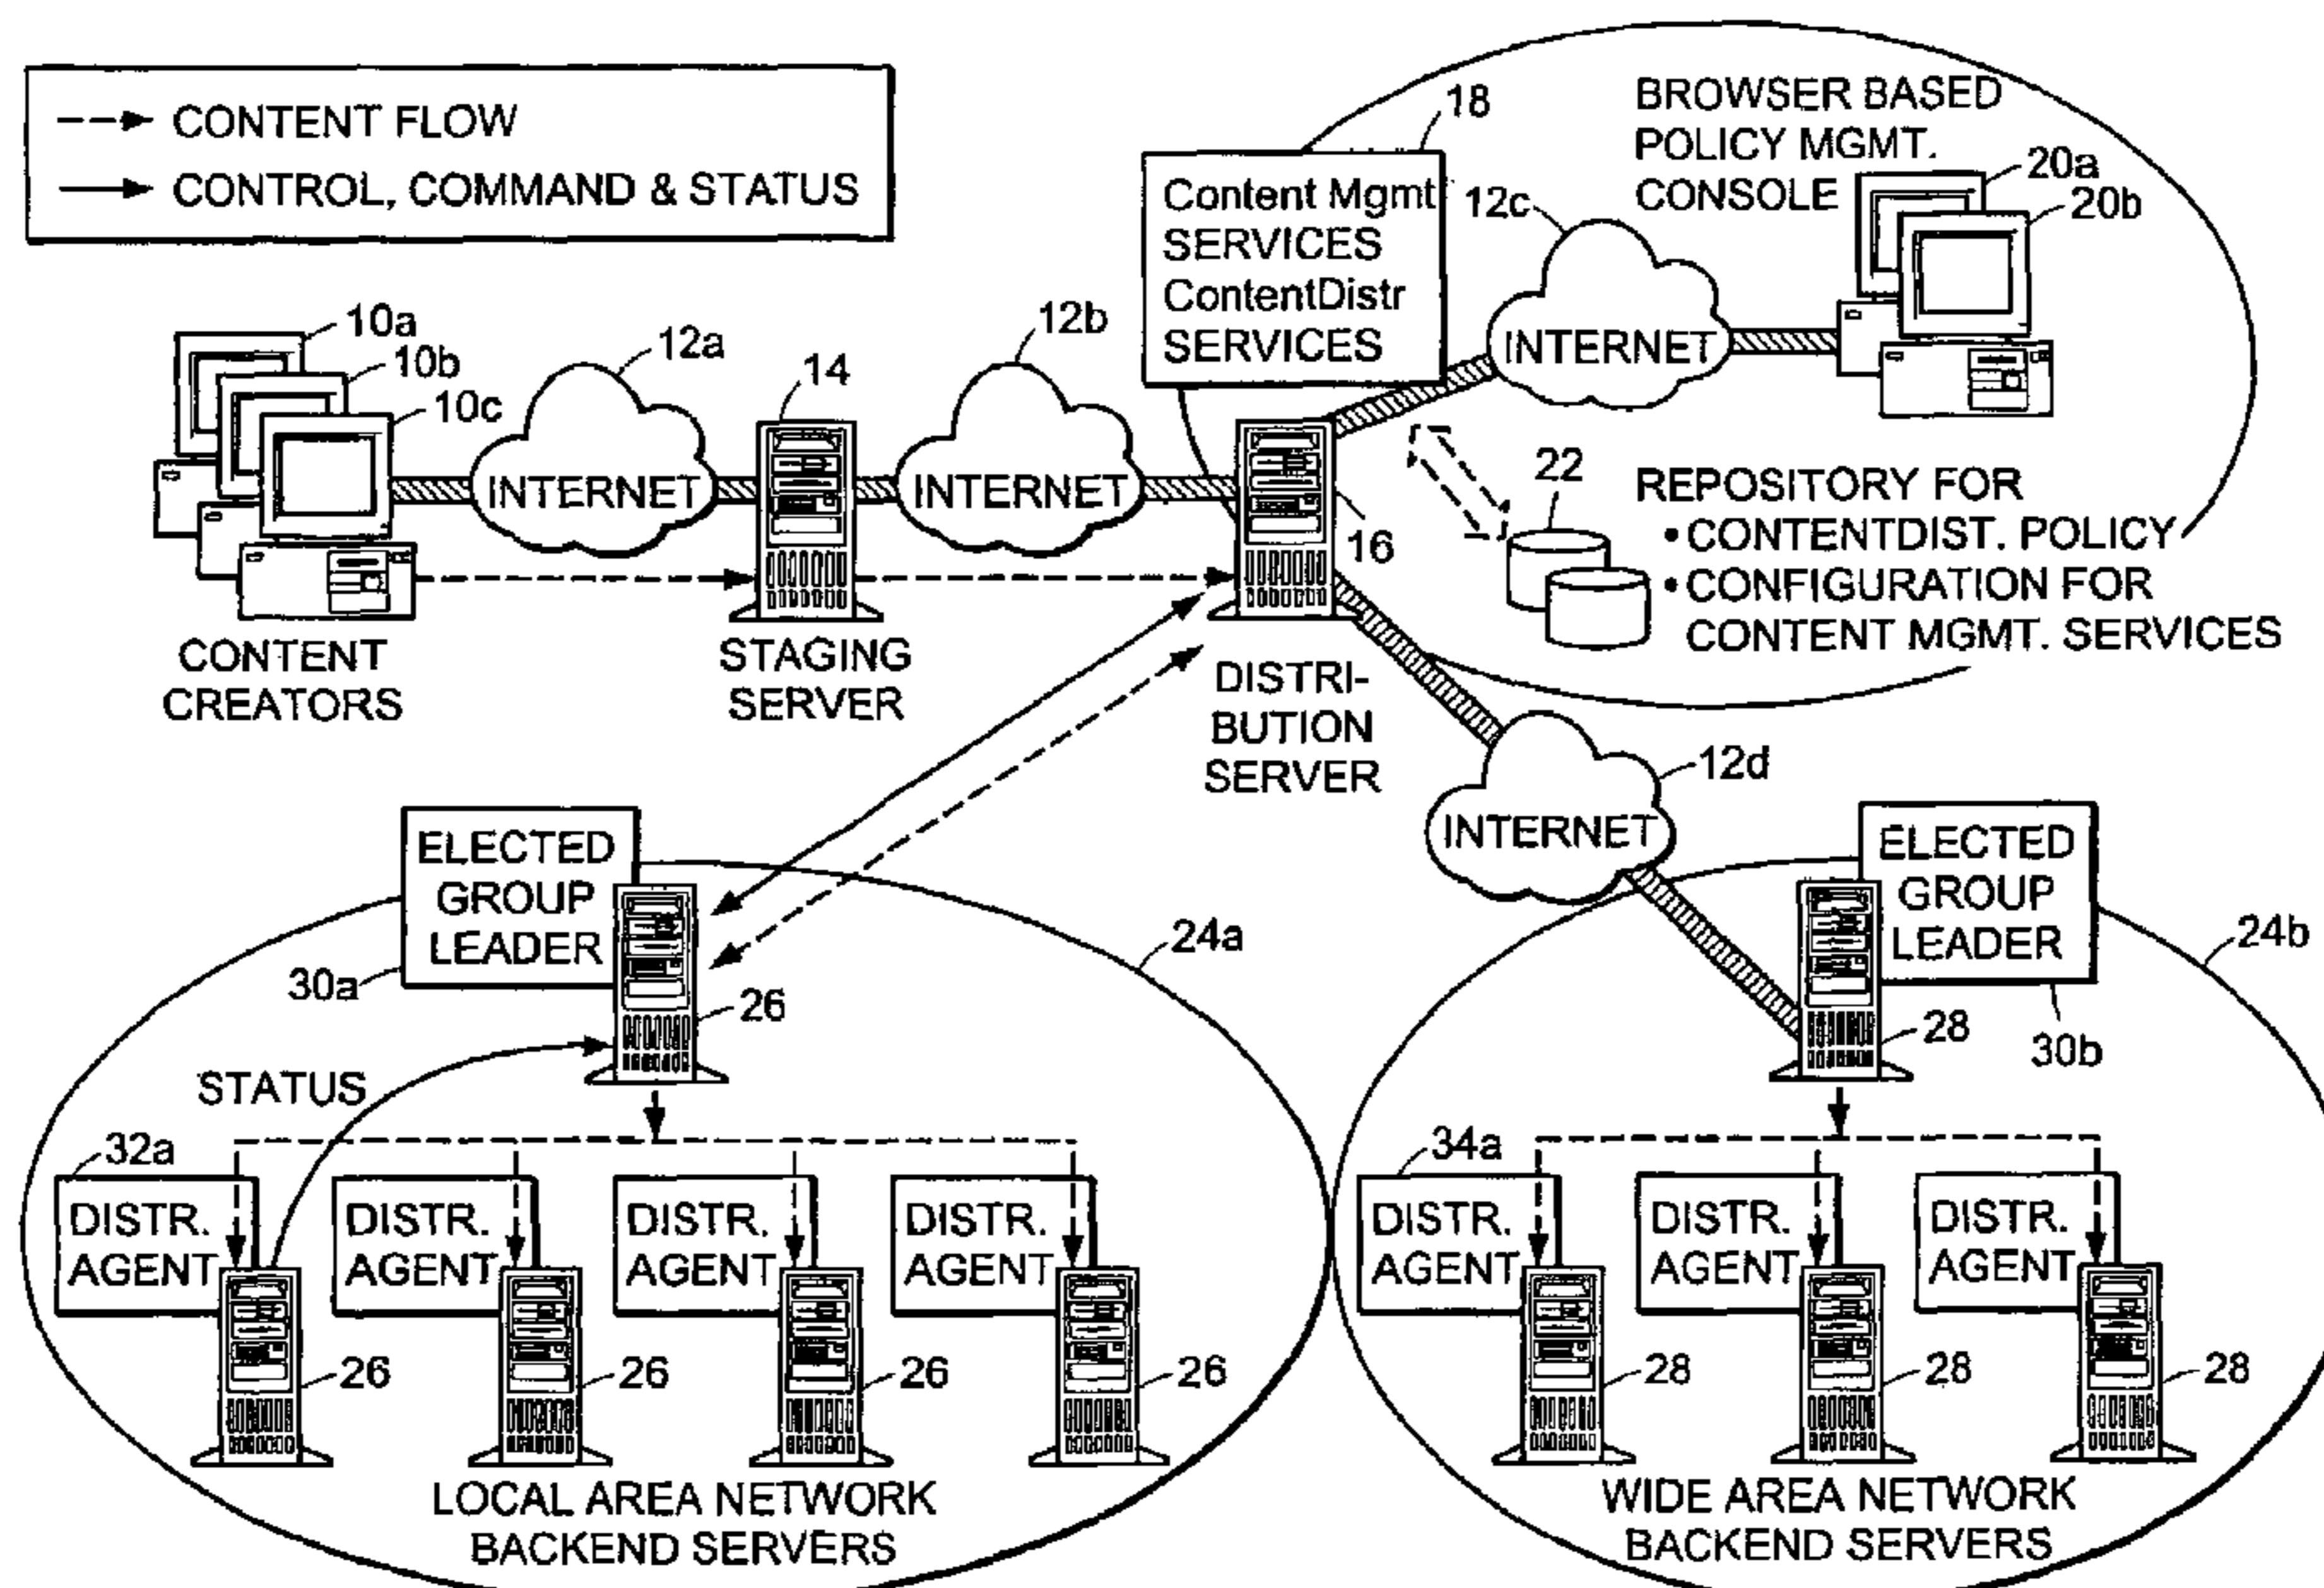 CONTENT FLOW
CONTROL, COMMAND & STATUS
18
Content Mgmt
SERVICES
ContentDistr
SERVICES
BROWSER BASED
POLICY MGMT.
CONSOLE
20a
20b
12c
INTERNET
10a
10b
10c
12a
INTERNET
14
12b
INTERNET
16
22
REPOSITORY FOR
•CONTENTDIST. POLICY
•CONFIGURATION FOR
CONTENT MGMT. SERVICES
CONTENT
CREATORS
STAGING
SERVER
DISTRI-
BUTION
SERVER
12d
INTERNET
ELECTED
GROUP
LEADER
30a
26
24a
ELECTED
GROUP
LEADER
24b
28
30b
STATUS
32a
DISTR.
AGENT
DISTR.
AGENT
DISTR.
AGENT
DISTR.
AGENT
26
26
26
26
LOCAL AREA NETWORK
BACKEND SERVERS
34a
DISTR.
AGENT
DISTR.
AGENT
DISTR.
AGENT
28
28
28
WIDE AREA NETWORK
BACKEND SERVERS